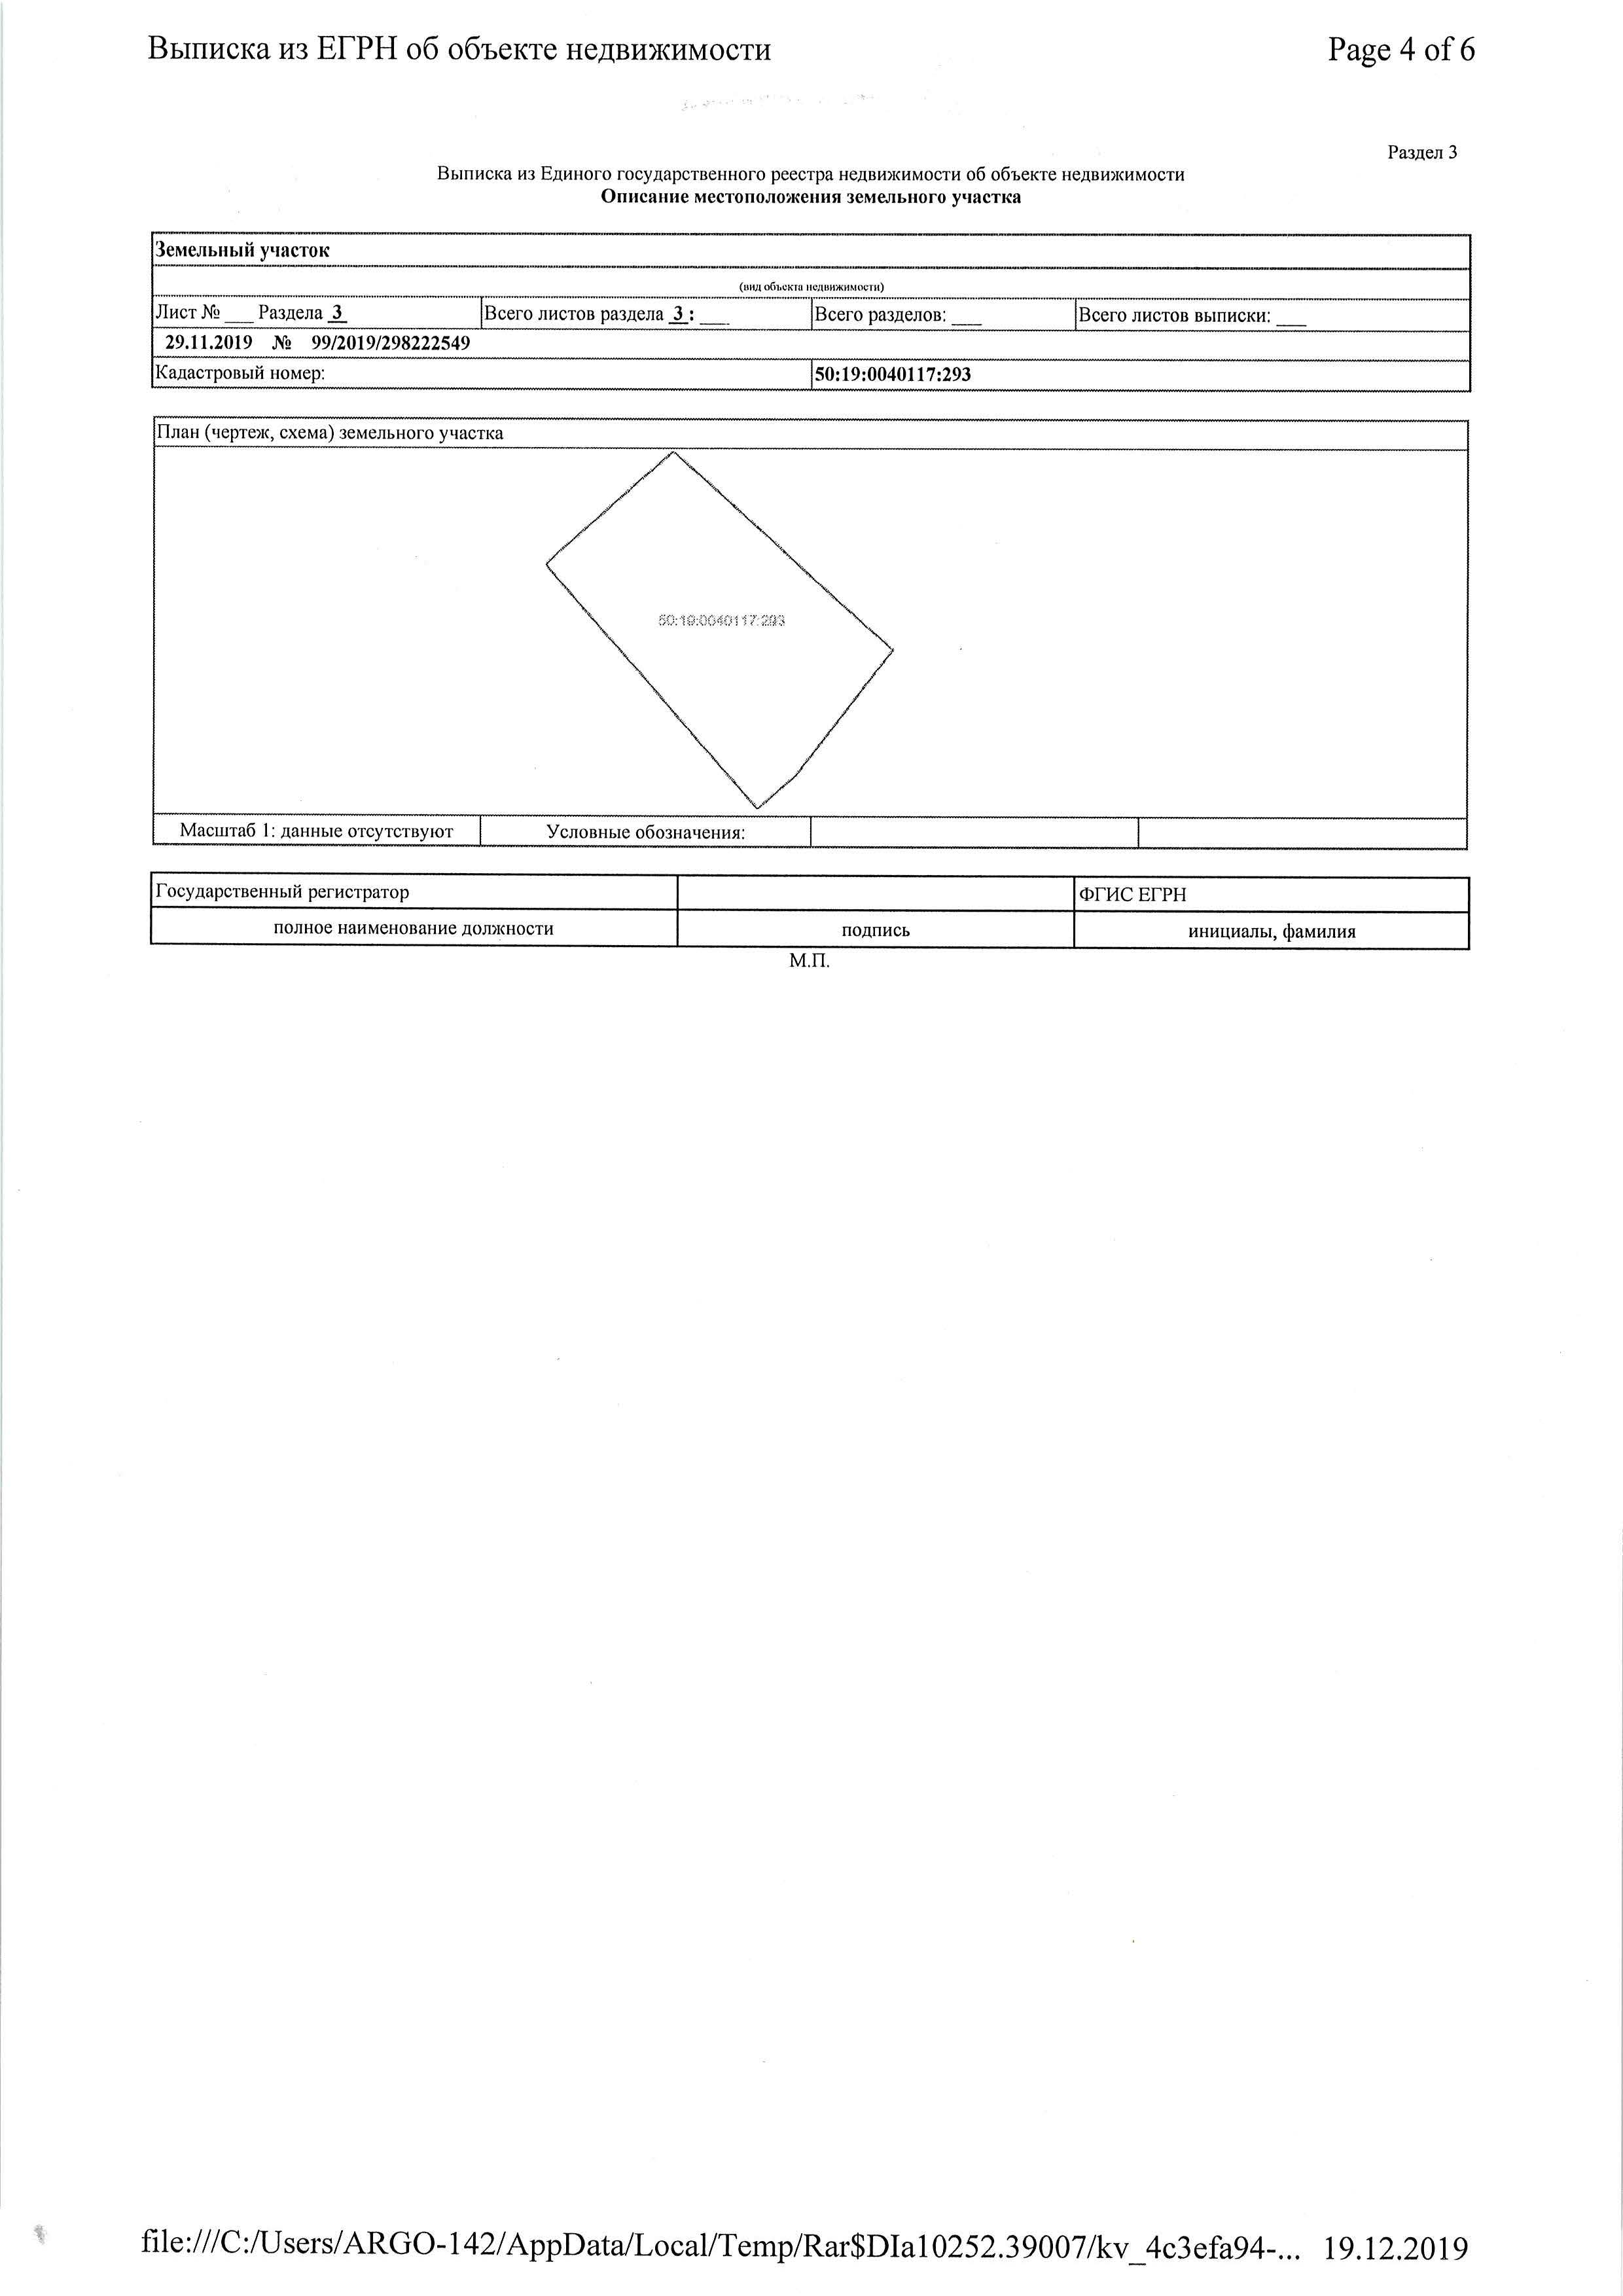 Выписка из ЕГРН об объекте недвижимости Page 4 of 6
Раздел 3
Выписка из Единого государственного реестра недвижимости об объекте недвижимости
Описание местоположения земельного участка
Земельный участок
(вид объекта недвижимости)
Лист № ___ Раздела 3 Всего листов раздела 3 : ___ Всего разделов: ___ Всего листов выписки: ___
29.11.2019 № 99/2019/298222549
Кадастровый номер: 50:19:0040117:293
План (чертеж, схема) земельного участка
50:19:0040117:293
Масштаб 1: данные отсутствуют Условные обозначения:
Государственный регистратор ФГИС ЕГРН
полное наименование должности подпись инициалы, фамилия
М.П.
file:///C:/Users/ARGO-142/AppData/Local/Temp/Rar$DIa10252.39007/kv_4c3efa94-... 19.12.2019